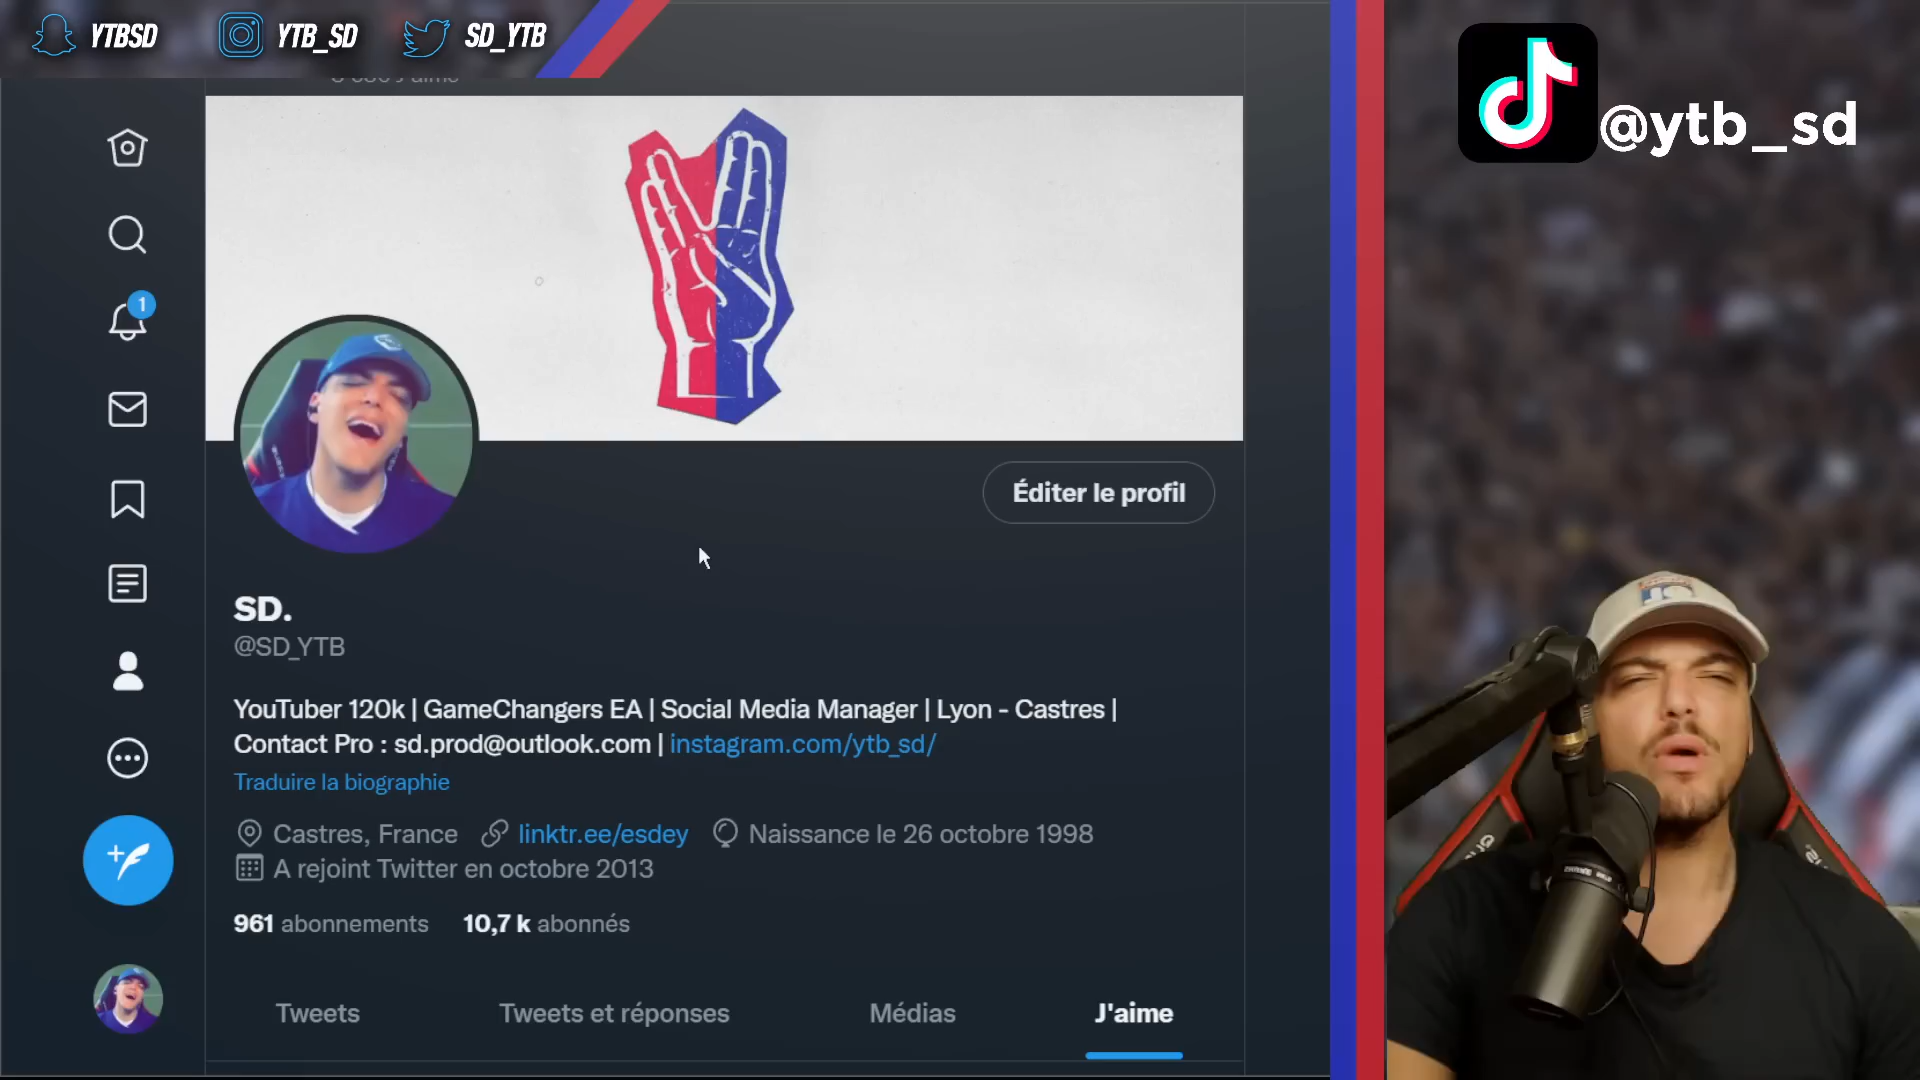 YTBSD
YTB_SD
SD_YTB
@ytb_sd
1
Éditer le profil
SD.
@SD_YTB
YouTuber 120k | GameChangers EA | Social Media Manager | Lyon - Castres |
Contact Pro : sd.prod@outlook.com | instagram.com/ytb_sd/
Traduire la biographie
Castres, France linktr.ee/esdey Naissance le 26 octobre 1998
A rejoint Twitter en octobre 2013
961 abonnements 10,7 k abonnés
Tweets Tweets et réponses Médias J'aime